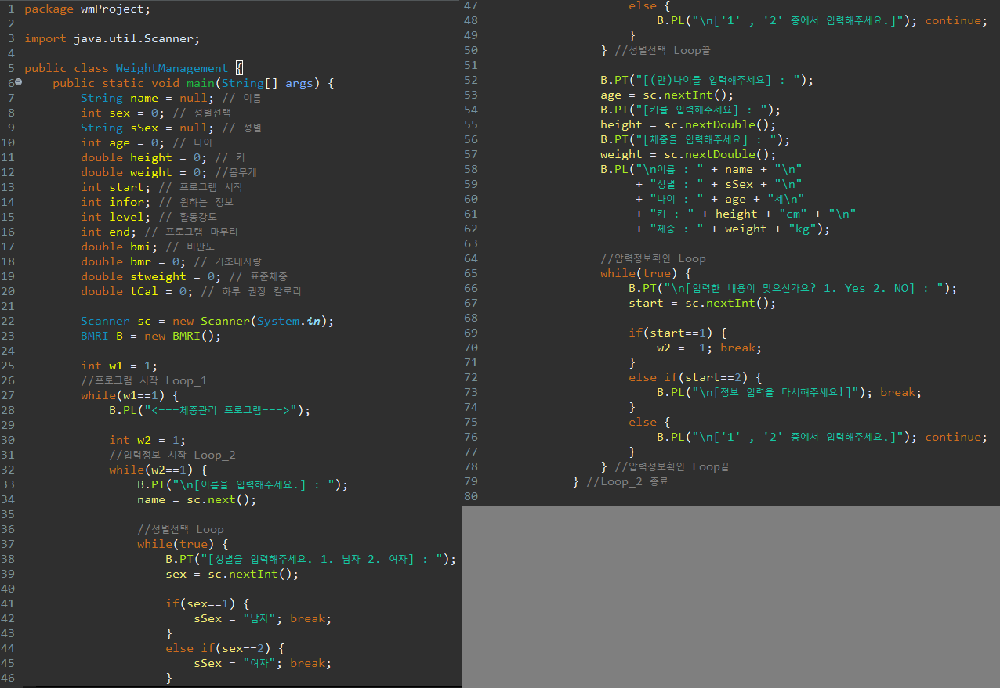 1 package wmProject;
2
3 import java.util.Scanner;
4
5 public class WeightManagement {
6 public static void main(String[] args) {
7 String name = null; // 이름
8 int sex = 0; // 성별선택
9 String sSex = null; // 성별
10 int age = 0; // 나이
11 double height = 0; // 키
12 double weight = 0; //몸무게
13 int start; // 프로그램 시작
14 int infor; // 원하는 정보
15 int level; // 활동강도
16 int end; // 프로그램 마무리
17 double bmi; // 비만도
18 double bmr = 0; // 기초대사량
19 double stweight = 0; // 표준체중
20 double tCal = 0; // 하루 권장 칼로리
21
22 Scanner sc = new Scanner(System.in);
23 BMRI B = new BMRI();
24
25 int w1 = 1;
26 //프로그램 시작 Loop_1
27 while(w1==1) {
28 B.PL("<===체중관리 프로그램===>");
29
30 int w2 = 1;
31 //입력정보 시작 Loop_2
32 while(w2==1) {
33 B.PT("\n[이름을 입력해주세요.] : ");
34 name = sc.next();
35
36 //성별선택 Loop
37 while(true) {
38 B.PT("[성별을 입력해주세요. 1. 남자 2. 여자] : ");
39 sex = sc.nextInt();
40
41 if(sex==1) {
42 sSex = "남자"; break;
43 }
44 else if(sex==2) {
45 sSex = "여자"; break;
46 }
47 else {
48 B.PL("\n['1' , '2' 중에서 입력해주세요.]"); continue;
49 }
50 } //성별선택 Loop끝
51
52 B.PT("[(만)나이를 입력해주세요] : ");
53 age = sc.nextInt();
54 B.PT("[키를 입력해주세요] : ");
55 height = sc.nextDouble();
56 B.PT("[체중을 입력해주세요] : ");
57 weight = sc.nextDouble();
58 B.PL("\n이름 : " + name + "\n"
59 + "성별 : " + sSex + "\n"
60 + "나이 : " + age + "세\n"
61 + "키 : " + height + "cm" + "\n"
62 + "체중 : " + weight + "kg");
63
64 //압력정보확인 Loop
65 while(true) {
66 B.PT("\n[입력한 내용이 맞으신가요? 1. Yes 2. NO] : ");
67 start = sc.nextInt();
68
69 if(start==1) {
70 w2 = -1; break;
71 }
72 else if(start==2) {
73 B.PL("\n[정보 입력을 다시해주세요!]"); break;
74 }
75 else {
76 B.PL("\n['1' , '2' 중에서 입력해주세요.]"); continue;
77 }
78 } //압력정보확인 Loop끝
79 } //Loop_2 종료
80